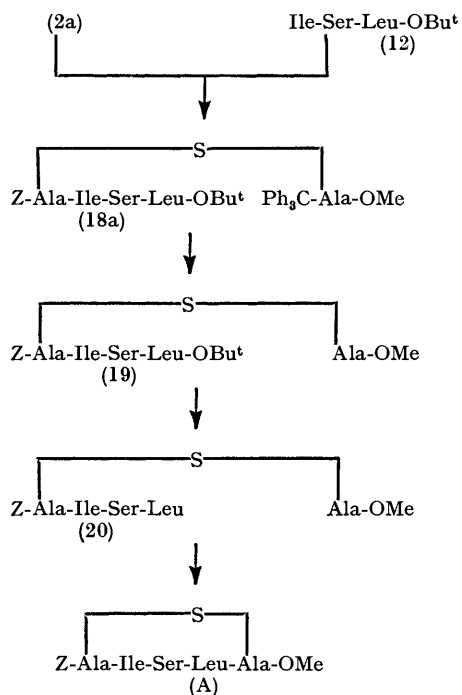 (2a) Ile-Ser-Leu-OBuᵗ
(12)
S
Z-Ala-Ile-Ser-Leu-OBuᵗ Ph₃C-Ala-OMe
(18a)
S
Z-Ala-Ile-Ser-Leu-OBuᵗ Ala-OMe
(19)
S
Z-Ala-Ile-Ser-Leu Ala-OMe
(20)
S
Z-Ala-Ile-Ser-Leu-Ala-OMe
(A)